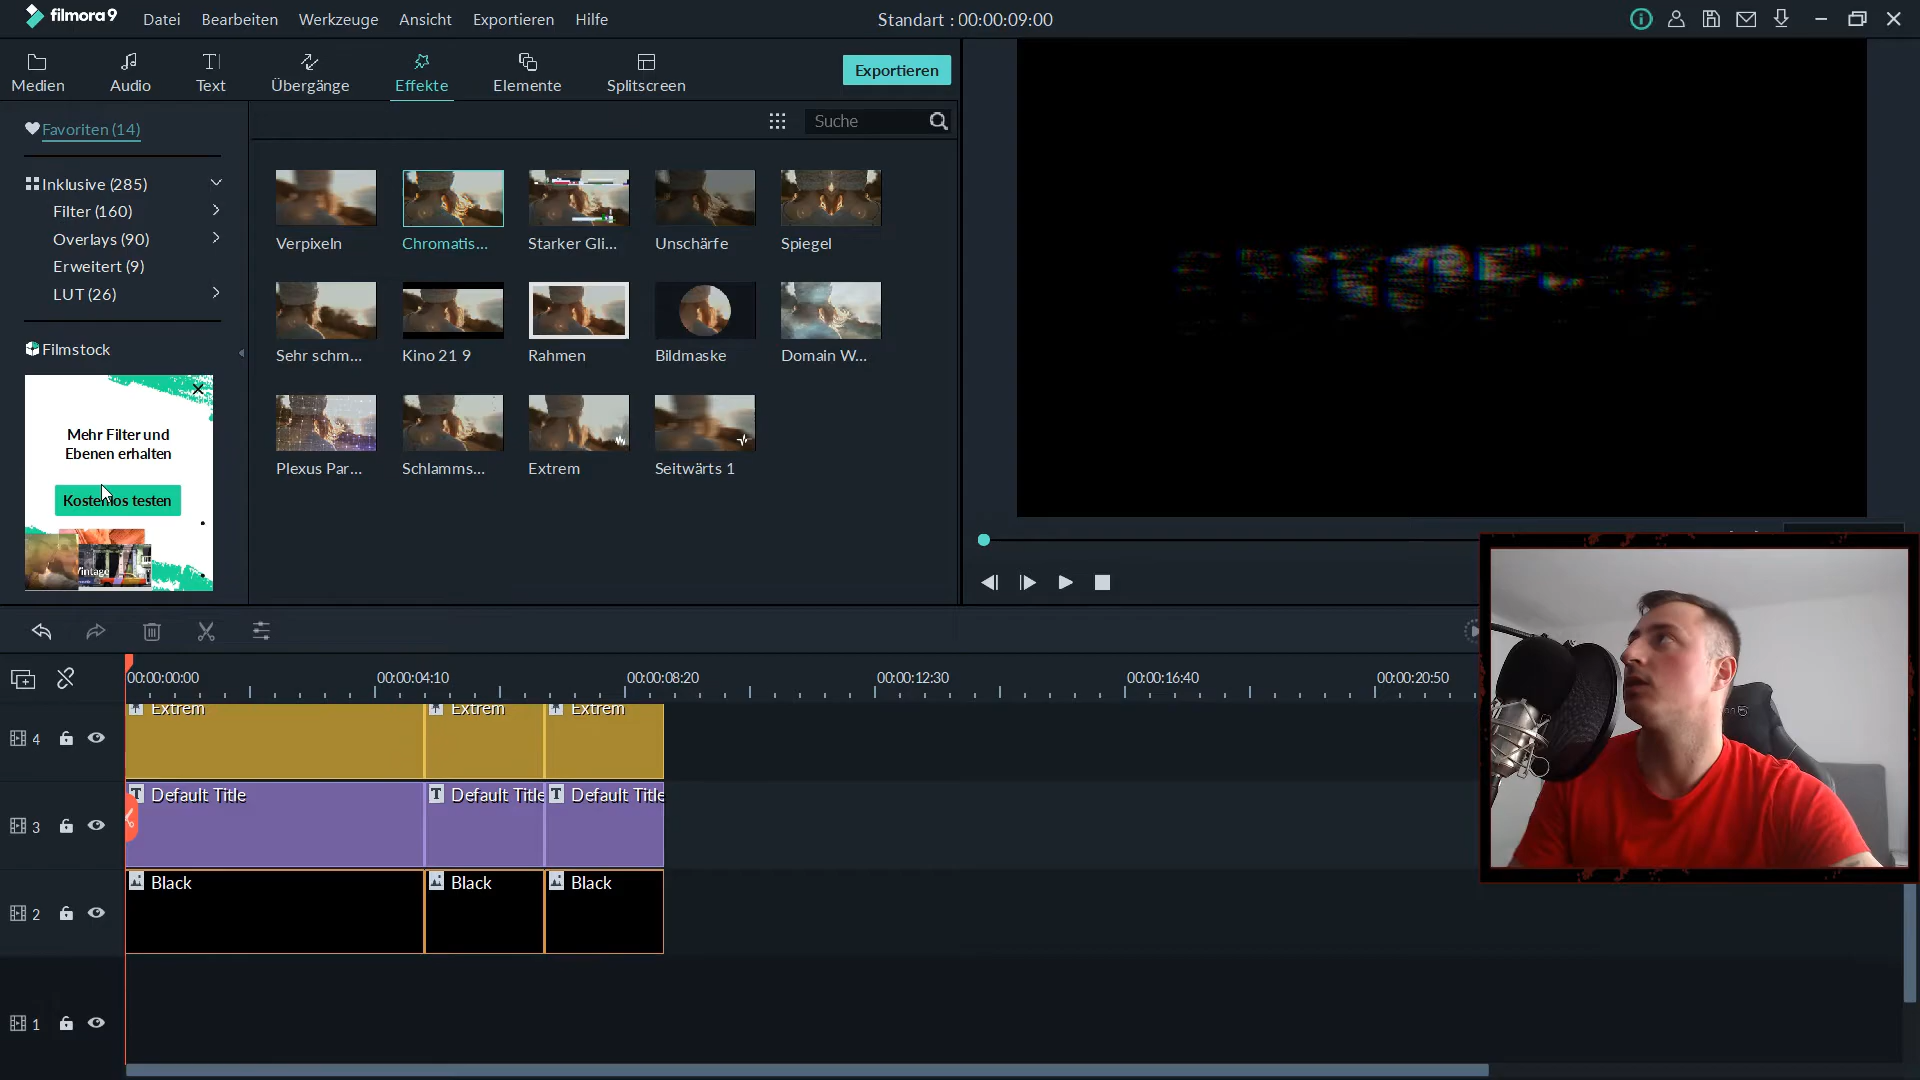 filmora9
Datei Bearbeiten Werkzeuge Ansicht Exportieren Hilfe
Standart : 00:00:09:00
Medien Audio Text Übergänge Effekte Elemente Splitscreen
Exportieren
Favoriten (14)
Suche
Inklusive (285)
Filter (160)
Overlays (90)
Erweitert (9)
LUT (26)
Filmstock
Mehr Filter und
Ebenen erhalten
Kostenlos testen
Vintage
Verpixeln Chromatis... Starker Gli... Unschärfe Spiegel
Sehr schm... Kino 21 9 Rahmen Bildmaske Domain W...
Plexus Par... Schlamms... Extrem Seitwärts 1
00:00:00:00 00:00:04:10 00:00:08:20 00:00:12:30 00:00:16:40 00:00:20:50
4 Extrem Extrem Extrem
3 Default Title Default Title Default Title
2 Black Black Black
1